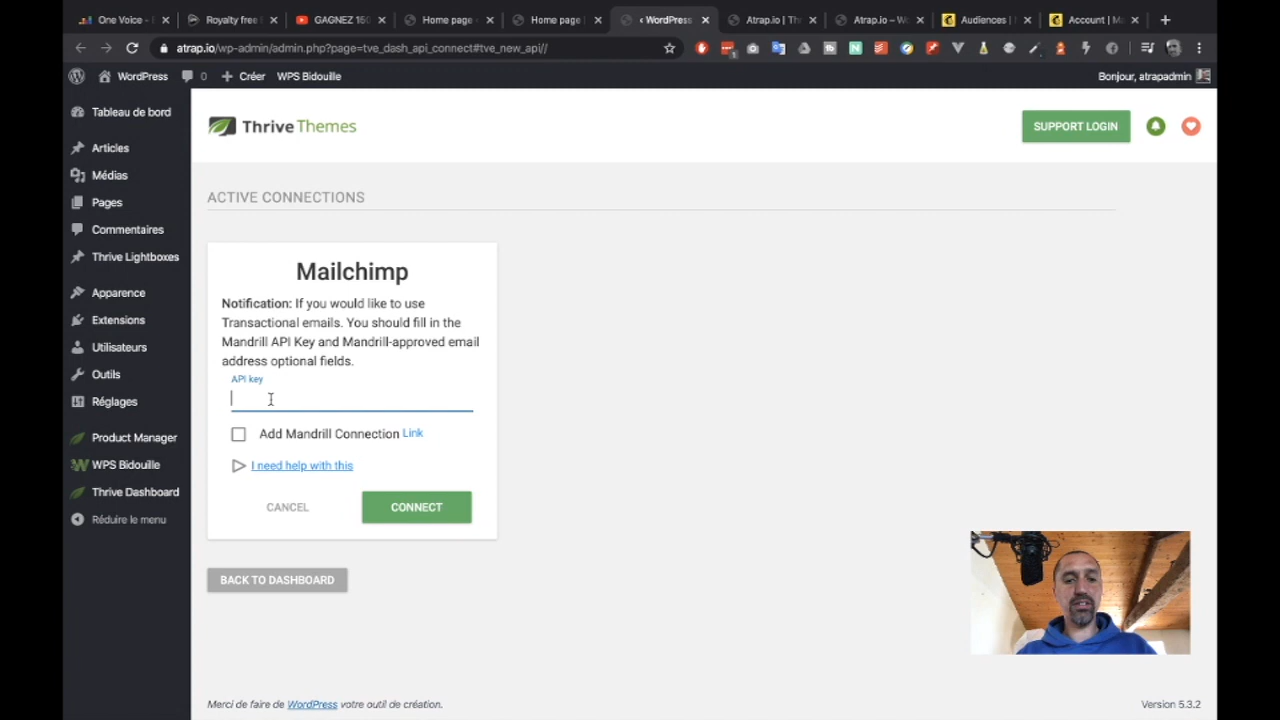 One Voice -
Royalty free
GAGNEZ 150
Home page
Home page
‹ WordPress
Atrap.io | Th
Atrap.io – W
Audiences |
Account | M
atrap.io/wp-admin/admin.php?page=tve_dash_api_connect#tve_new_api//
WordPress
0
Créer
WPS Bidouille
Bonjour, atrapadmin
Tableau de bord
Articles
Médias
Pages
Commentaires
Thrive Lightboxes
Apparence
Extensions
Utilisateurs
Outils
Réglages
Product Manager
WPS Bidouille
Thrive Dashboard
Réduire le menu
Thrive Themes
SUPPORT LOGIN
ACTIVE CONNECTIONS
Mailchimp
Notification: If you would like to use
Transactional emails. You should fill in the
Mandrill API Key and Mandrill-approved email
address optional fields.
API key
Add Mandrill Connection Link
I need help with this
CANCEL
CONNECT
BACK TO DASHBOARD
Merci de faire de WordPress votre outil de création.
Version 5.3.2